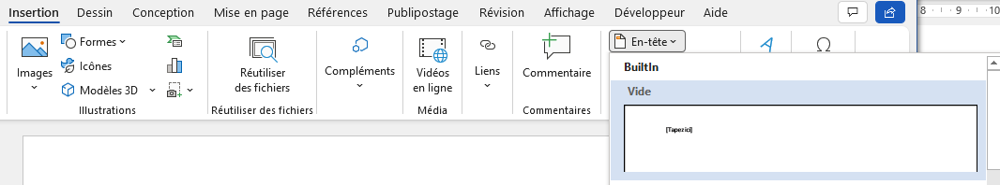 Insertion Dessin Conception Mise en page Références Publipostage Révision Affichage Développeur Aide
8 9 10
Images
Formes
Icônes
Modèles 3D
Illustrations
Réutiliser
des fichiers
Réutiliser des fichiers
Compléments
Vidéos
en ligne
Média
Liens
Commentaire
Commentaires
En-tête
A
Ω
BuiltIn
Vide
[Tapez ici]